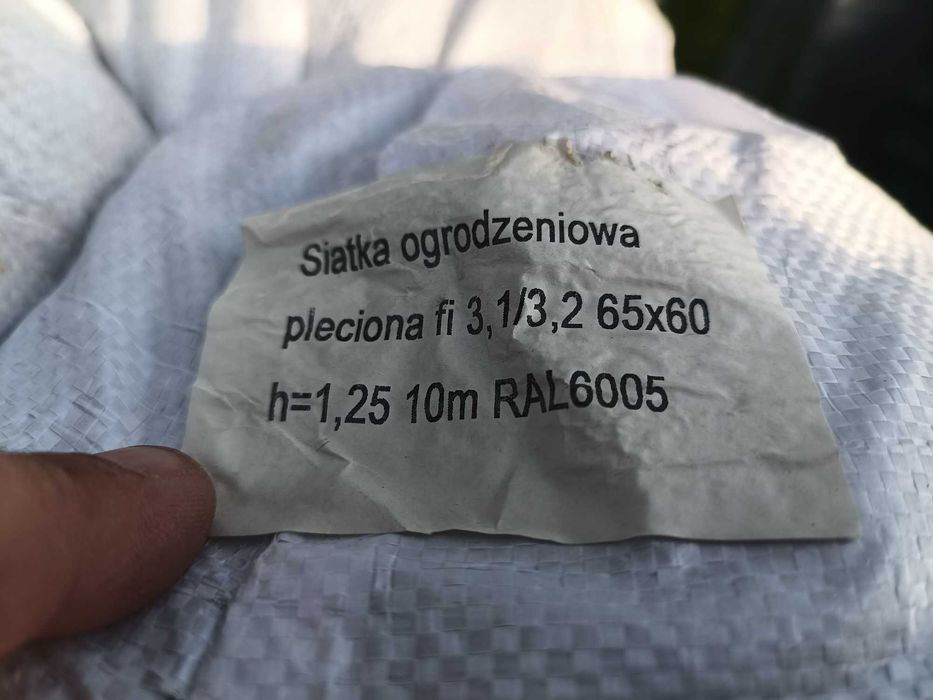 Siatka ogrodzeniowa
pleciona fi 3,1/3,2 65x60
h=1,25 10m RAL6005